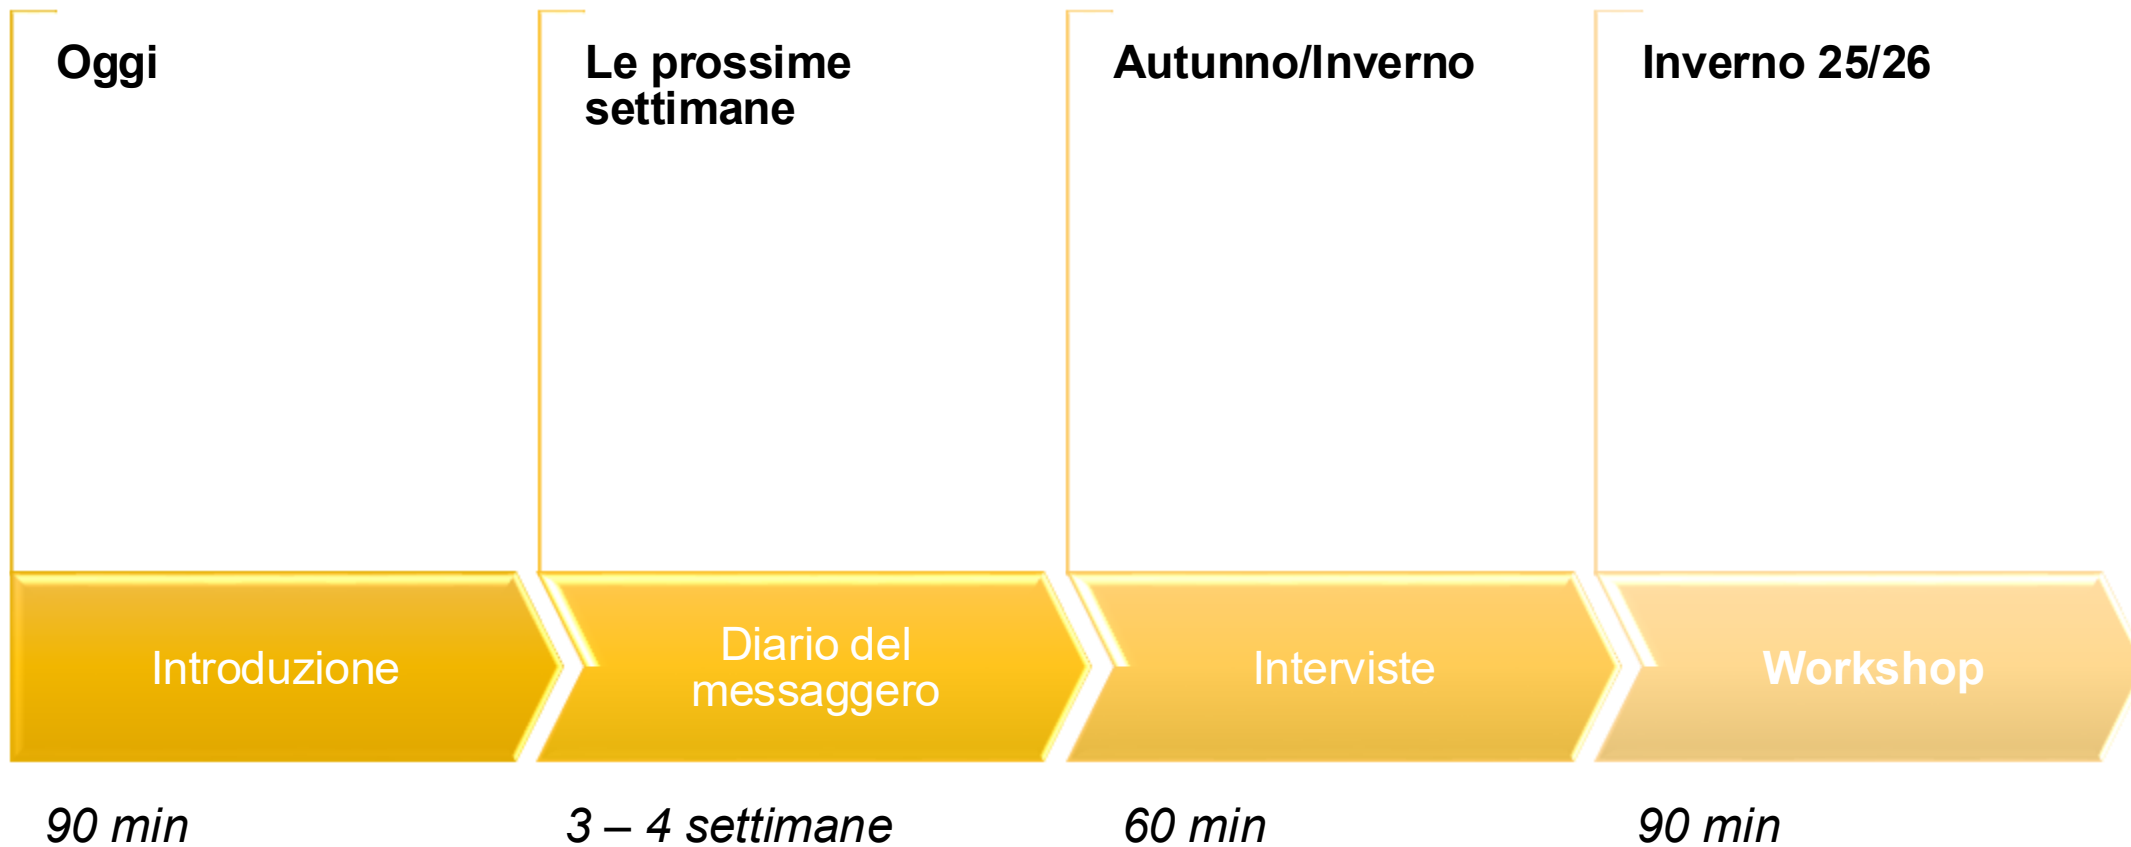 Oggi
Le prossime
settimane
Autunno/Inverno
Inverno 25/26
Introduzione
Diario del
messaggero
Interviste
Workshop
90 min
3 – 4 settimane
60 min
90 min